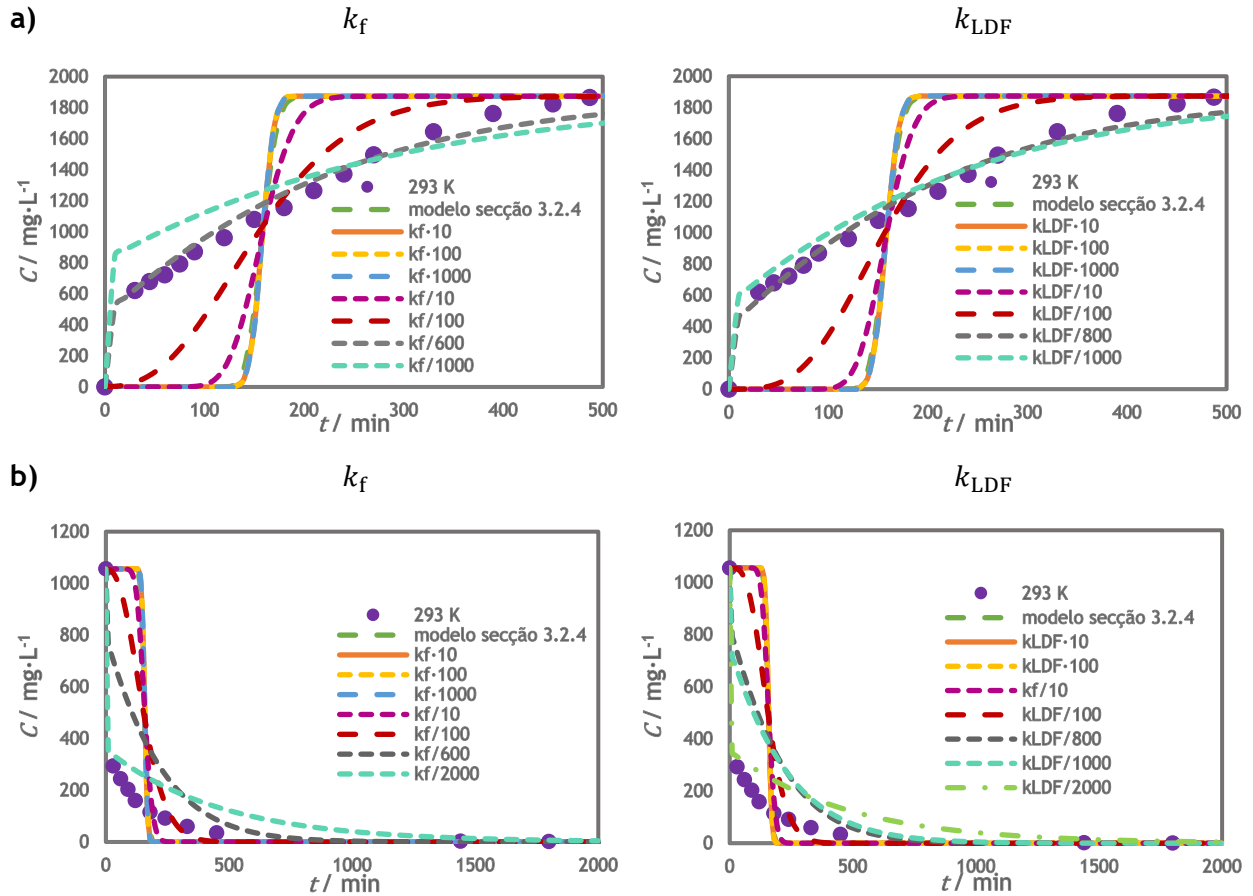 a)
k_f
C / mg·L⁻¹
2000
1800
1600
1400
1200
1000
800
600
400
200
0
0 100 200 300 400 500
t / min
293 K
modelo secção 3.2.4
kf·10
kf·100
kf·1000
kf/10
kf/100
kf/600
kf/1000
k_LDF
C / mg·L⁻¹
2000
1800
1600
1400
1200
1000
800
600
400
200
0
0 100 200 300 400 500
t / min
293 K
modelo secção 3.2.4
kLDF·10
kLDF·100
kLDF·1000
kLDF/10
kLDF/100
kLDF/800
kLDF/1000
b)
k_f
C / mg·L⁻¹
1200
1000
800
600
400
200
0
0 500 1000 1500 2000
t / min
293 K
modelo secção 3.2.4
kf·10
kf·100
kf·1000
kf/10
kf/100
kf/600
kf/2000
k_LDF
C / mg·L⁻¹
1200
1000
800
600
400
200
0
0 500 1000 1500 2000
t / min
293 K
modelo secção 3.2.4
kLDF·10
kLDF·100
kf/10
kLDF/100
kLDF/800
kLDF/1000
kLDF/2000